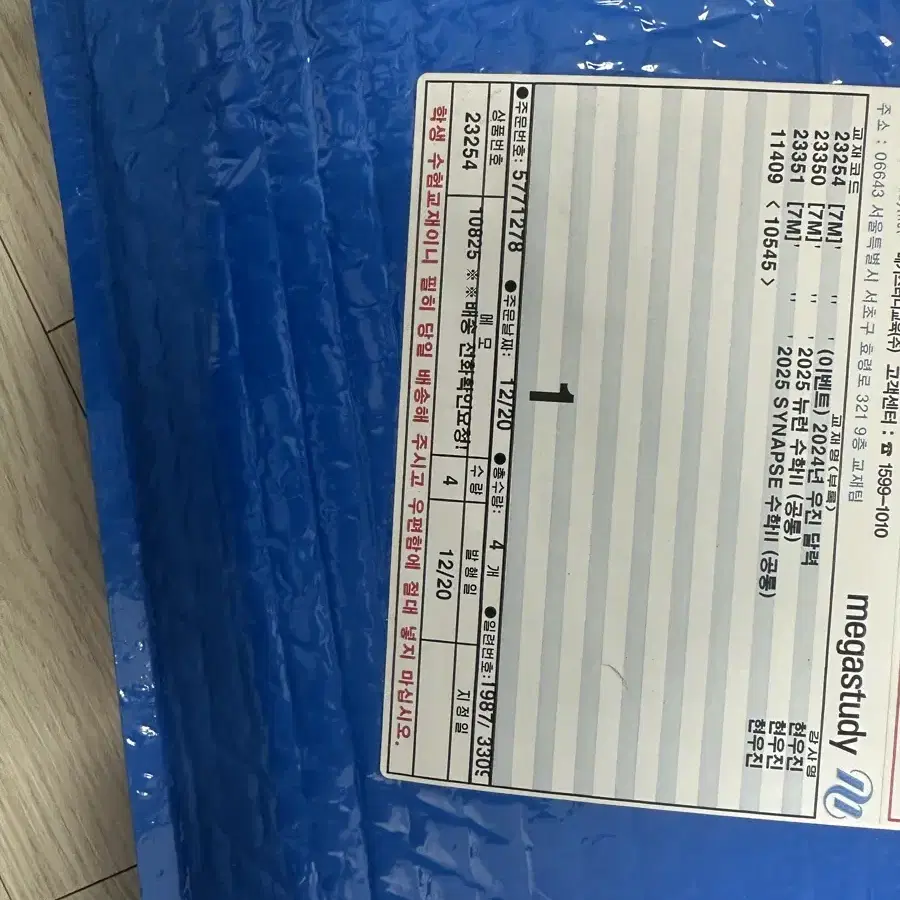 메가스터디교육(주) 고객센터 : ☎ 1599-1010
주소 : 06643 서울특별시 서초구 효령로 321 9층 교재팀
megastudy
교재코드 교재명(부록) 강사명
23254 [7M]' '' ' (이벤트) 2024년 우진 달력
23350 [7M]' '' ' 2025 뉴런 수학II (공통) 현우진
23351 [7M]' '' ' 2025 SYNAPSE 수학II (공통) 현우진
11409 < 10545 > 현우진
1
●주문번호: 5771278 ●주문날짜: 12/20 ●총수량: 4 개 ●일련번호:1987/ 3305
상품번호 메 모 수 량 발 행 일 지 정 일
23254 10825 ※※배송 전화확인요청! 4 12/20
학생 수험교재이니 필히 당일 배송해 주시고 우편함에 절대 넣지 마십시오.